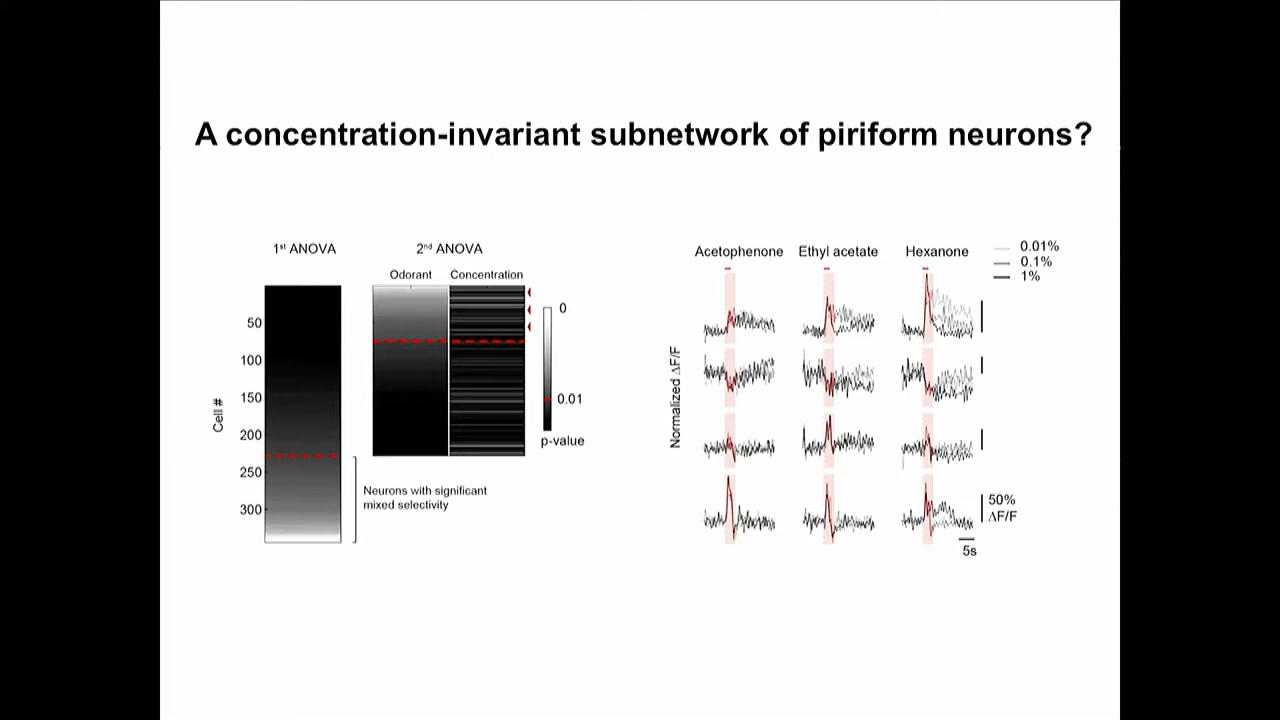 A concentration-invariant subnetwork of piriform neurons?
1st ANOVA
2nd ANOVA
Odorant
Concentration
50
100
150
200
250
300
Cell #
0
0.01
p-value
Neurons with significant
mixed selectivity
Acetophenone
Ethyl acetate
Hexanone
0.01%
0.1%
1%
Normalized ΔF/F
50%
ΔF/F
5s